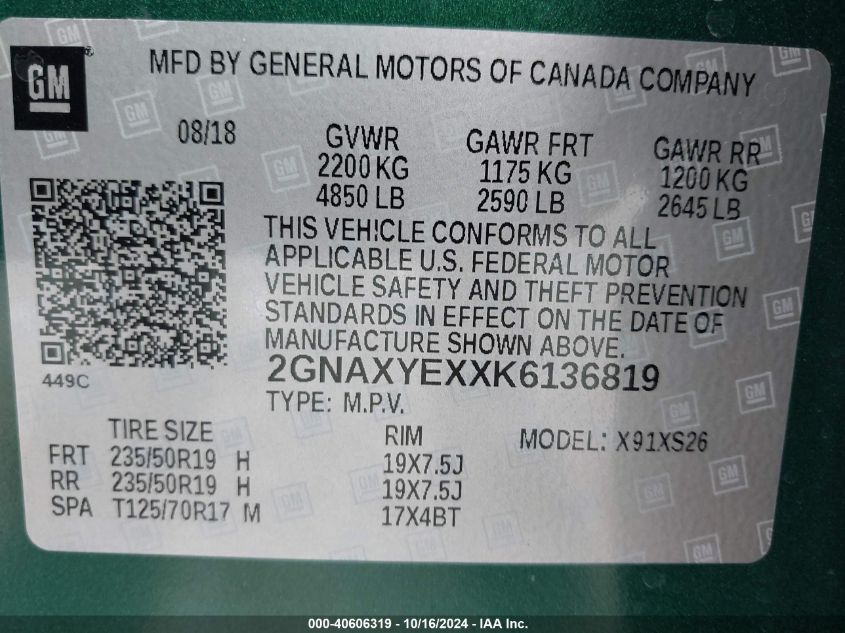 GM
MFD BY GENERAL MOTORS OF CANADA COMPANY
08/18 GVWR GAWR FRT GAWR RR
2200 KG 1175 KG 1200 KG
4850 LB 2590 LB 2645 LB
THIS VEHICLE CONFORMS TO ALL
APPLICABLE U.S. FEDERAL MOTOR
VEHICLE SAFETY AND THEFT PREVENTION
STANDARDS IN EFFECT ON THE DATE OF
MANUFACTURE SHOWN ABOVE.
449C
2GNAXYEXXK6136819
TYPE: M.P.V.
TIRE SIZE RIM MODEL: X91XS26
FRT 235/50R19 H 19X7.5J
RR 235/50R19 H 19X7.5J
SPA T125/70R17 M 17X4BT
000-40606319 - 10/16/2024 - IAA Inc.